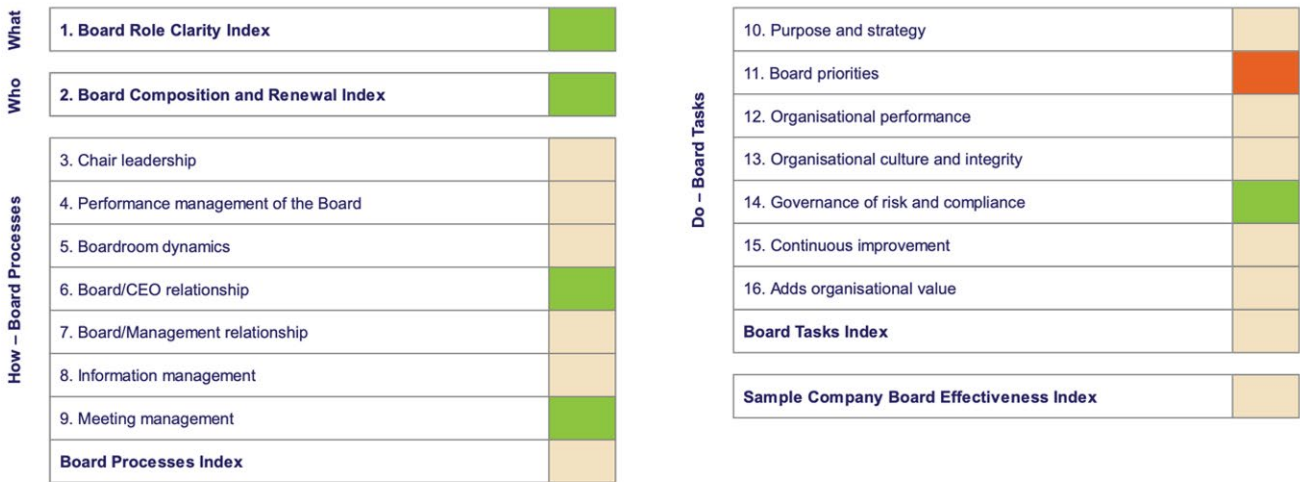 What
1. Board Role Clarity Index
Who
2. Board Composition and Renewal Index
How – Board Processes
3. Chair leadership
4. Performance management of the Board
5. Boardroom dynamics
6. Board/CEO relationship
7. Board/Management relationship
8. Information management
9. Meeting management
Board Processes Index
Do – Board Tasks
10. Purpose and strategy
11. Board priorities
12. Organisational performance
13. Organisational culture and integrity
14. Governance of risk and compliance
15. Continuous improvement
16. Adds organisational value
Board Tasks Index
Sample Company Board Effectiveness Index